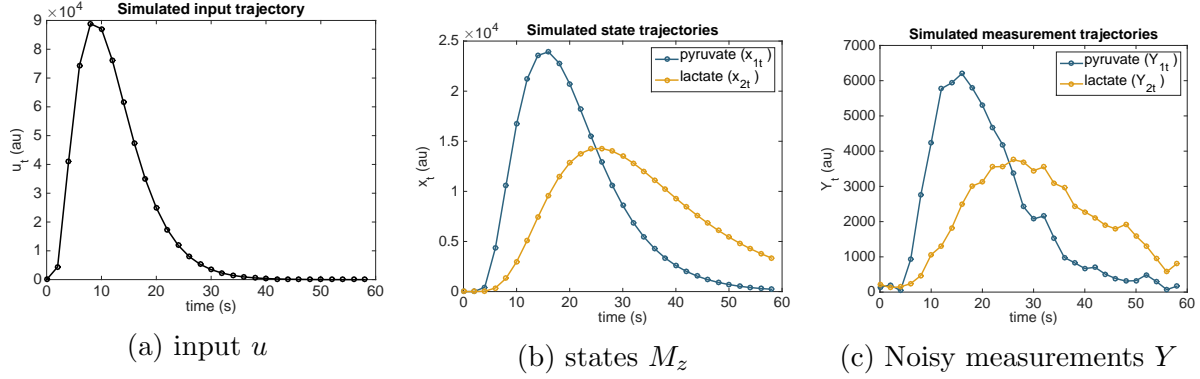 Simulated input trajectory
×10⁴
9
8
7
6
5
4
3
2
1
0
u_t (au)
0 10 20 30 40 50 60
time (s)
(a) input u
Simulated state trajectories
×10⁴
2.5
2
1.5
1
0.5
0
x_t (au)
pyruvate (x_1t)
lactate (x_2t)
0 10 20 30 40 50 60
time (s)
(b) states M_z
Simulated measurement trajectories
7000
6000
5000
4000
3000
2000
1000
0
Y_t (au)
pyruvate (Y_1t)
lactate (Y_2t)
0 10 20 30 40 50 60
time (s)
(c) Noisy measurements Y